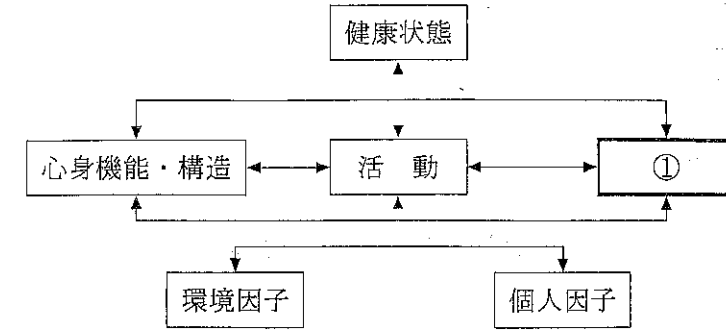 健康状態
心身機能・構造
活 動
①
環境因子
個人因子